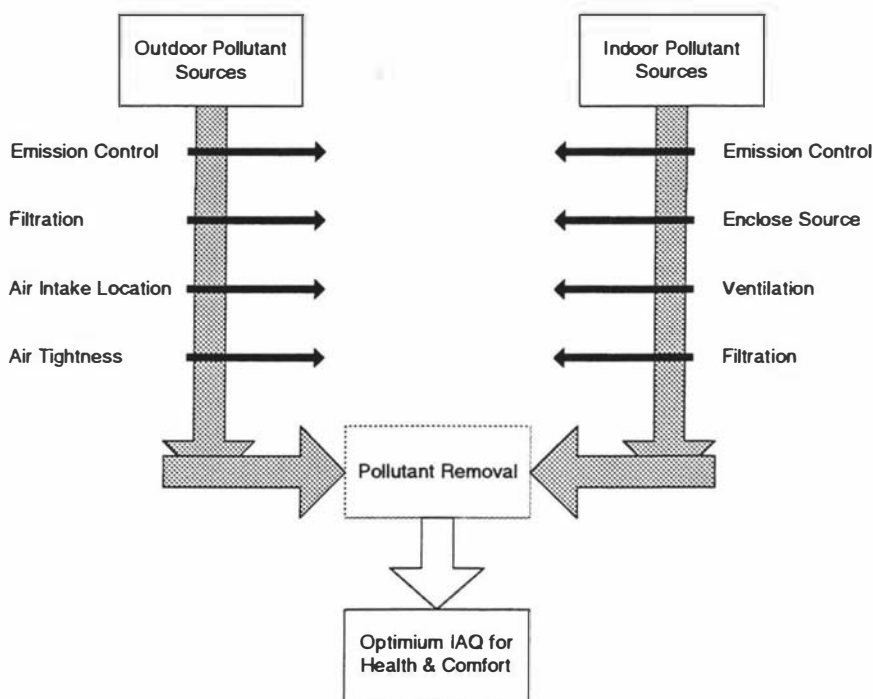 Outdoor Pollutant
Sources
Indoor Pollutant
Sources
Emission Control
Emission Control
Filtration
Enclose Source
Air Intake Location
Ventilation
Air Tightness
Filtration
Pollutant Removal
Optimium IAQ for
Health & Comfort